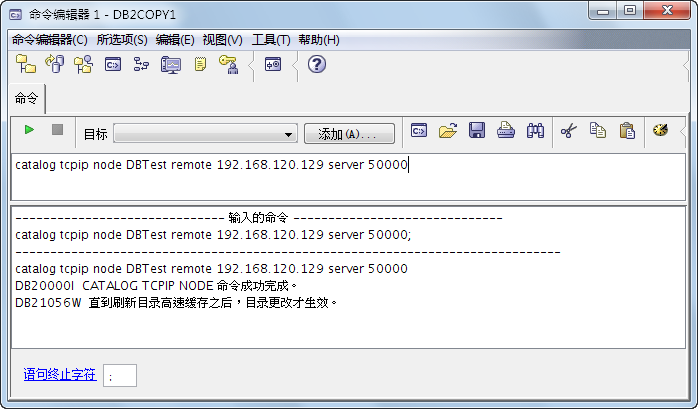 命令编辑器 1 - DB2COPY1
命令编辑器(C) 所选项(S) 编辑(E) 视图(V) 工具(T) 帮助(H)
命令
目标 添加(A)...
catalog tcpip node DBTest remote 192.168.120.129 server 50000
------------------------------ 输入的命令 ------------------------------
catalog tcpip node DBTest remote 192.168.120.129 server 50000;
------------------------------------------------------------------------------
catalog tcpip node DBTest remote 192.168.120.129 server 50000
DB20000I  CATALOG TCPIP NODE 命令成功完成。
DB21056W  直到刷新目录高速缓存之后，目录更改才生效。
语句终止字符 ;